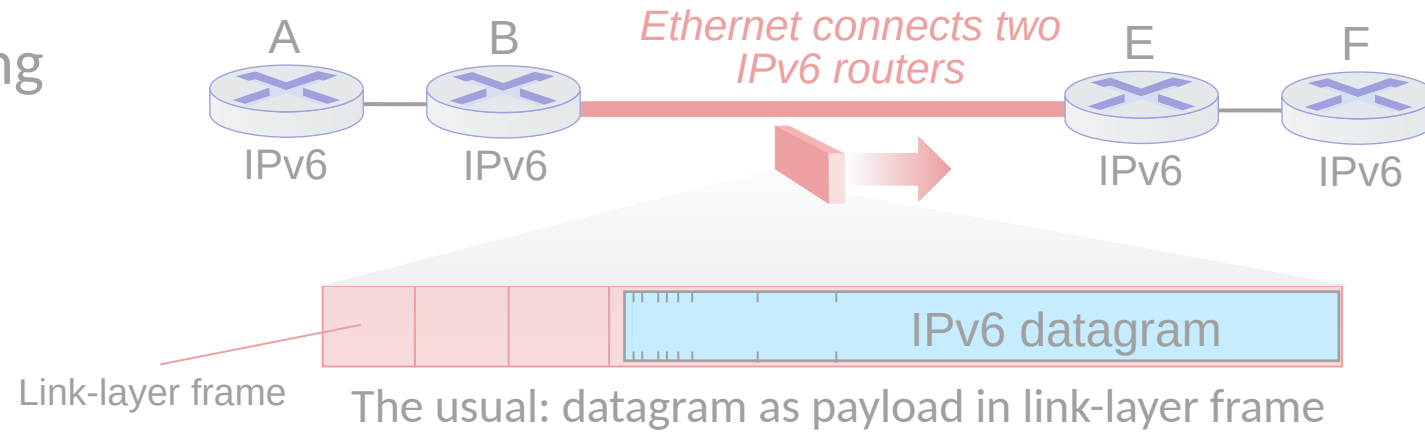 A
B
Ethernet connects two
IPv6 routers
E
F
ng
IPv6
IPv6
IPv6
IPv6
IPv6 datagram
Link-layer frame
The usual: datagram as payload in link-layer frame